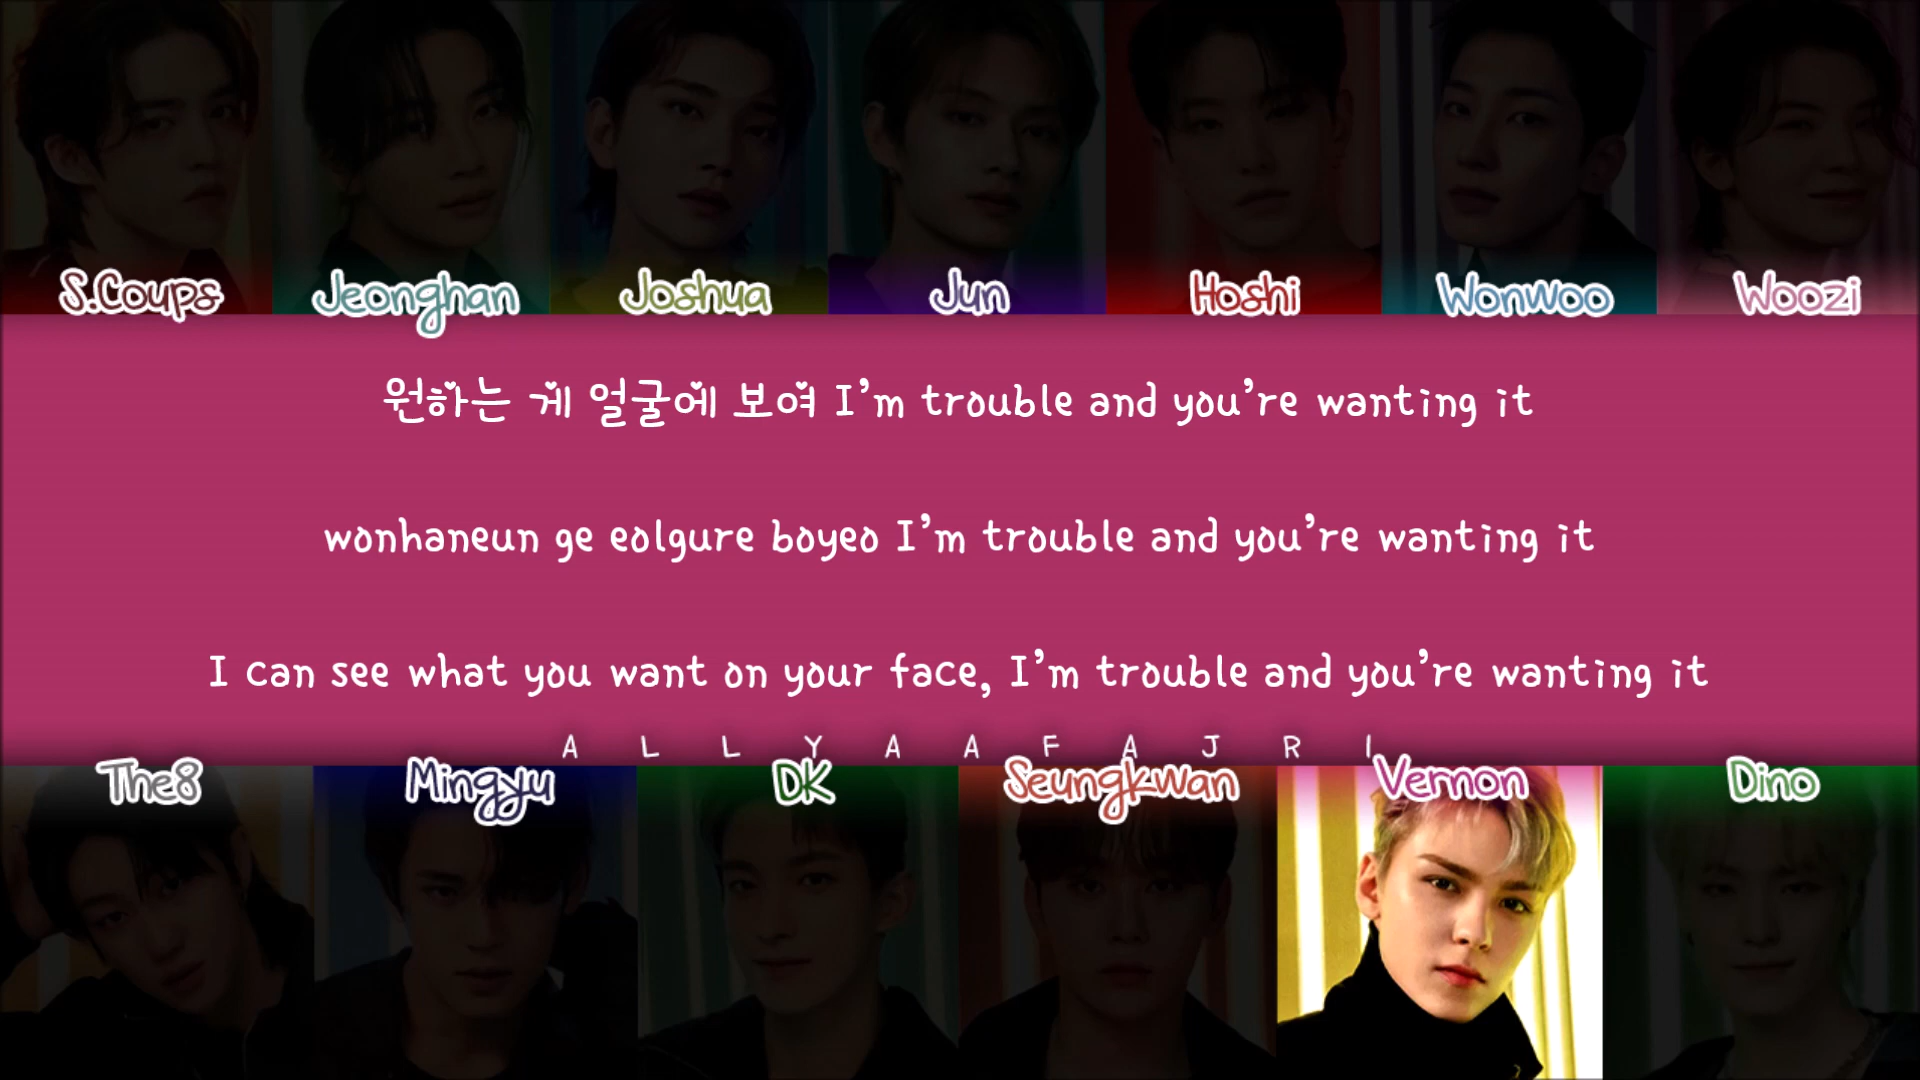 S.Coups Jeonghan Joshua Jun Hoshi Wonwoo Woozi
원하는 게 얼굴에 보여 I'm trouble and you're wanting it
wonhaneun ge eolgure boyeo I'm trouble and you're wanting it
I can see what you want on your face, I'm trouble and you're wanting it
A L L Y A A F A J R I
The8 Mingyu DK Seungkwan Vernon Dino